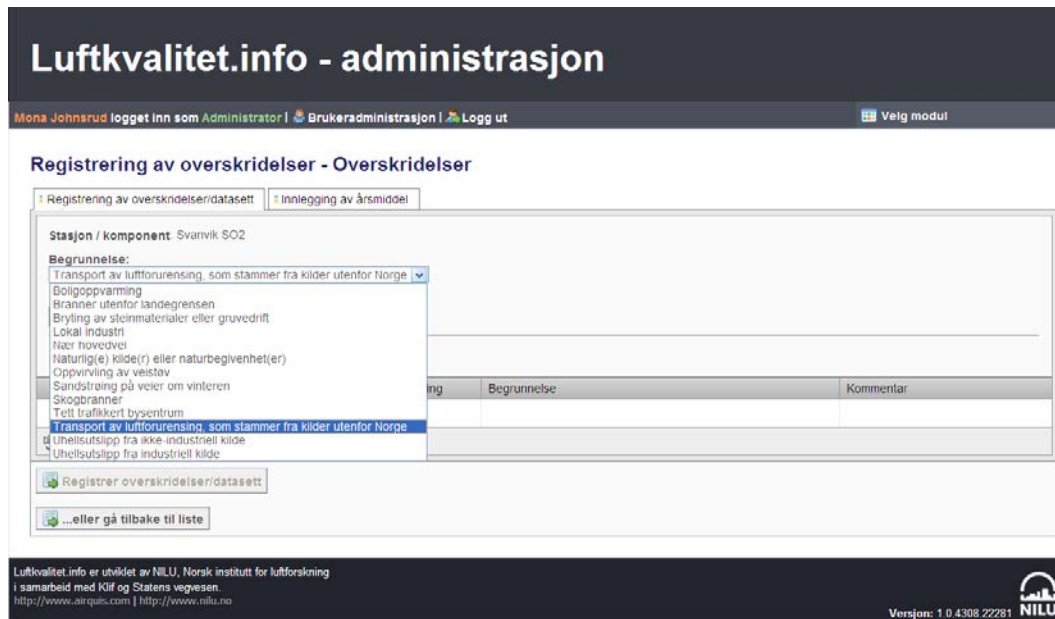 Luftkvalitet.info - administrasjon
Mona Johnsrud logget inn som Administrator | Brukeradministrasjon | Logg ut
Velg modul
Registrering av overskridelser - Overskridelser
Registrering av overskridelser/datasett
Innlegging av årsmiddel
Stasjon / komponent Svanvik SO2
Begrunnelse:
Transport av luftforurensing, som stammer fra kilder utenfor Norge
Boligoppvarming
Branner utenfor landegrensen
Bryting av steinmaterialer eller gruvedrift
Lokal industri
Nær hovedvei
Naturlig(e) kilde(r) eller naturbegivenhet(er)
Oppvirvling av veistøv
Sandstrøing på veier om vinteren
Skogbranner
Tett trafikkert bysentrum
Transport av luftforurensing, som stammer fra kilder utenfor Norge
Uhellsutslipp fra ikke-industriell kilde
Uhellsutslipp fra industriell kilde
ing Begrunnelse Kommentar
Registrer overskridelser/datasett
...eller gå tilbake til liste
Luftkvalitet.info er utviklet av NILU, Norsk institutt for luftforskning
i samarbeid med Klif og Statens vegvesen.
http://www.airquis.com | http://www.nilu.no
Versjon: 1.0.4308.22281
NILU